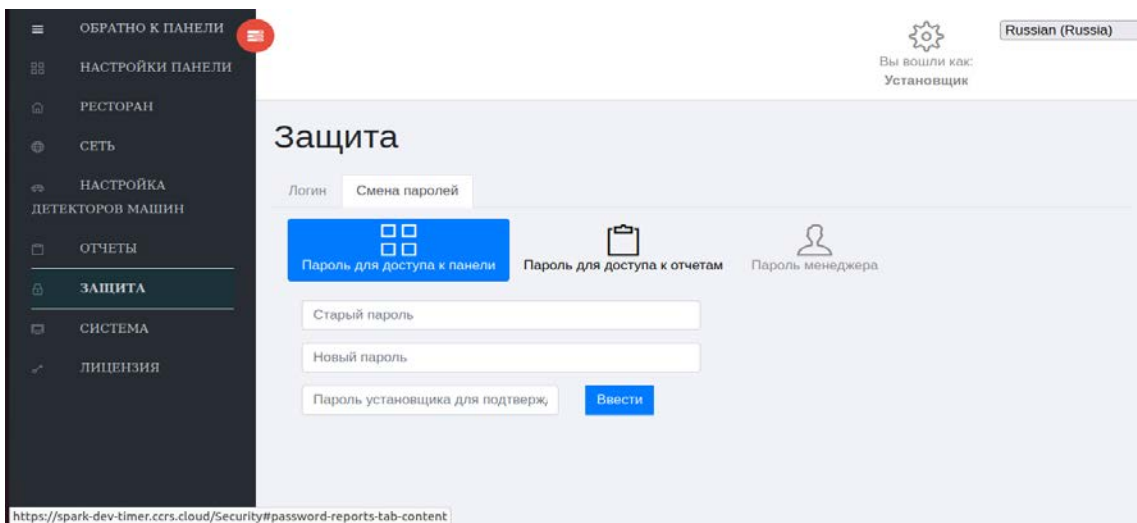 ОБРАТНО К ПАНЕЛИ
НАСТРОЙКИ ПАНЕЛИ
РЕСТОРАН
СЕТЬ
НАСТРОЙКА
ДЕТЕКТОРОВ МАШИН
ОТЧЕТЫ
ЗАЩИТА
СИСТЕМА
ЛИЦЕНЗИЯ
Russian (Russia)
Вы вошли как:
Установщик
Защита
Логин Смена паролей
Пароль для доступа к панели Пароль для доступа к отчетам Пароль менеджера
Старый пароль
Новый пароль
Пароль установщика для подтверж Ввести
https://spark-dev-timer.ccrs.cloud/Security#password-reports-tab-content